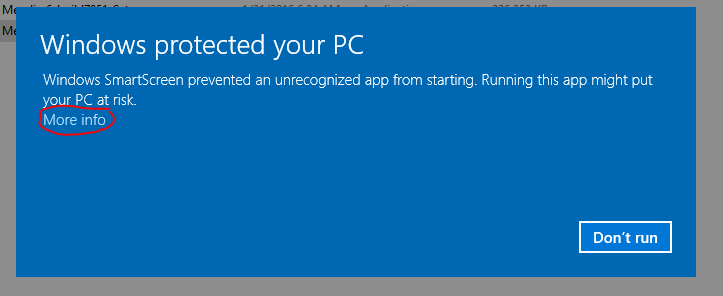 Windows protected your PC
Windows SmartScreen prevented an unrecognized app from starting. Running this app might put
your PC at risk.
More info
Don't run